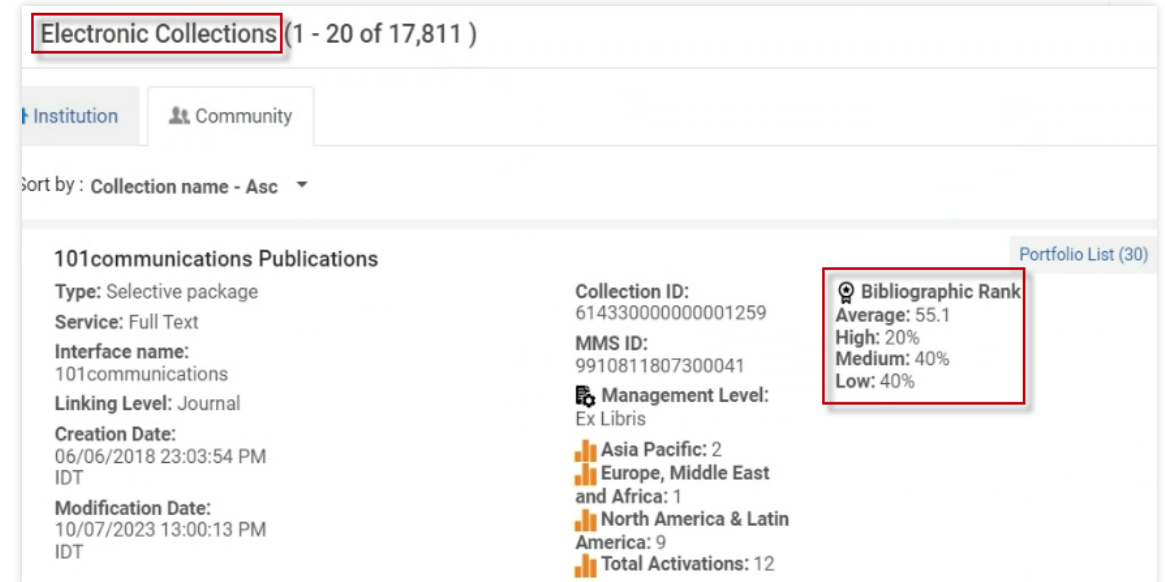 Electronic Collections (1 - 20 of 17,811 )
Institution
Community
Sort by : Collection name - Asc
101communications Publications
Portfolio List (30)
Type: Selective package
Service: Full Text
Interface name:
101communications
Linking Level: Journal
Creation Date:
06/06/2018 23:03:54 PM
IDT
Modification Date:
10/07/2023 13:00:13 PM
IDT
Collection ID:
614330000000001259
MMS ID:
9910811807300041
Management Level:
Ex Libris
Asia Pacific: 2
Europe, Middle East
and Africa: 1
North America & Latin
America: 9
Total Activations: 12
Bibliographic Rank
Average: 55.1
High: 20%
Medium: 40%
Low: 40%